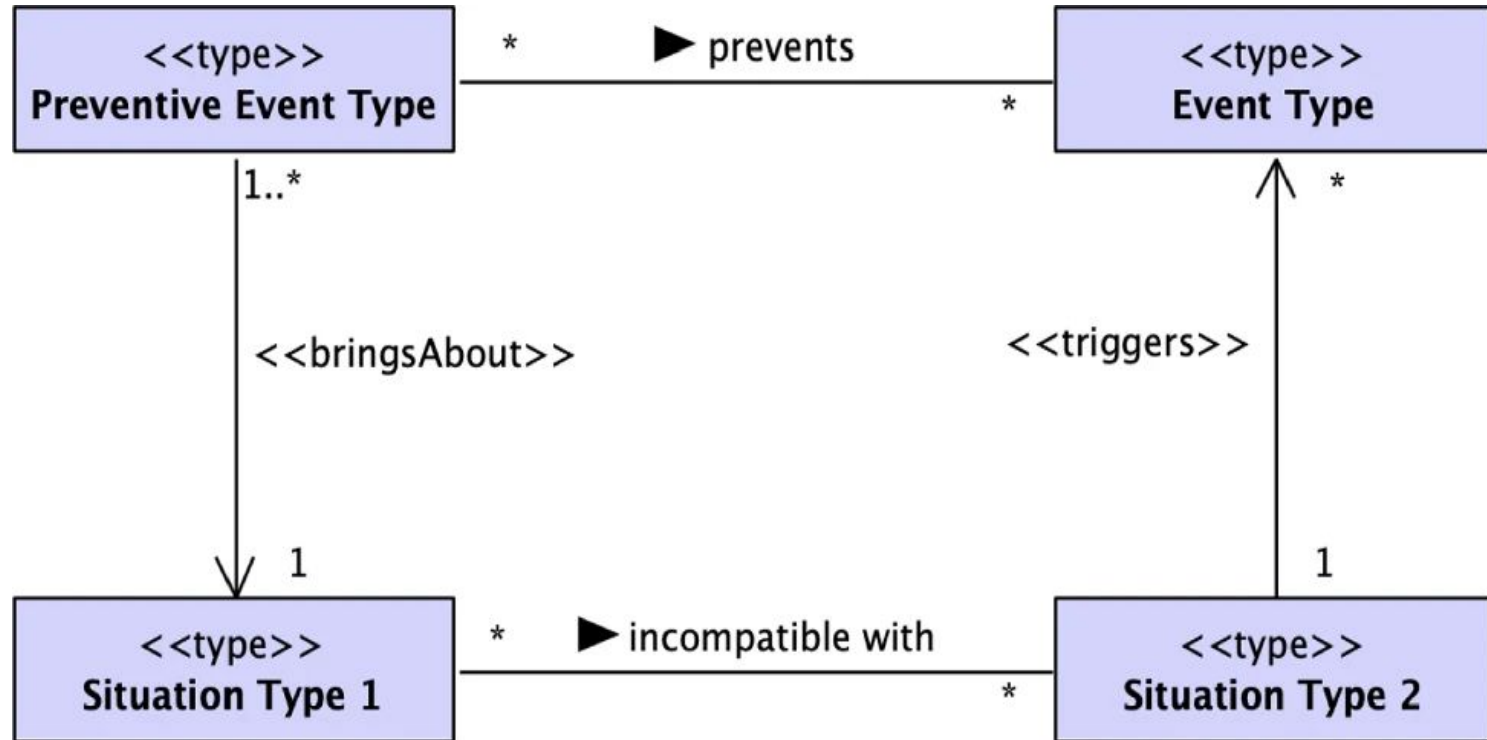 <<type>>
Preventive Event Type
* ▶ prevents
*
<<type>>
Event Type
1..*
*
<<bringsAbout>>
<<triggers>>
1
1
<<type>>
Situation Type 1
* ▶ incompatible with
*
<<type>>
Situation Type 2